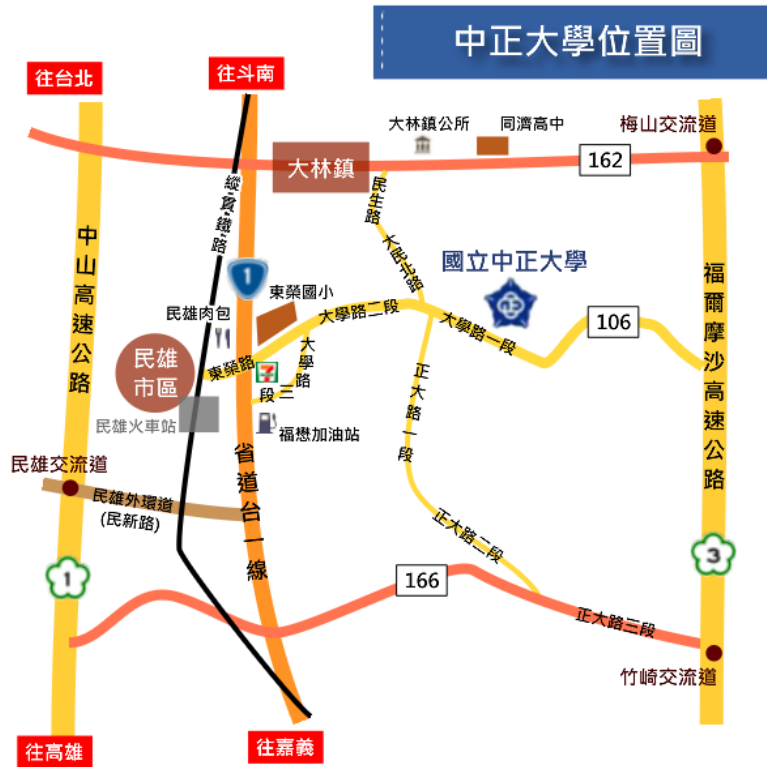 中正大學位置圖
往台北
往斗南
大林鎮公所
同濟高中
梅山交流道
162
大林鎮
縱貫鐵路
民生路
大民北路
中山高速公路
1
國立中正大學
福爾摩沙高速公路
東榮國小
民雄肉包
大學路二段
大學路一段
106
民雄
市區
東榮路
7
大學路三段
正大路一段
民雄火車站
福懋加油站
省道台一線
民雄交流道
民雄外環道
(民新路)
正大路二段
3
1
166
正大路三段
竹崎交流道
往高雄
往嘉義